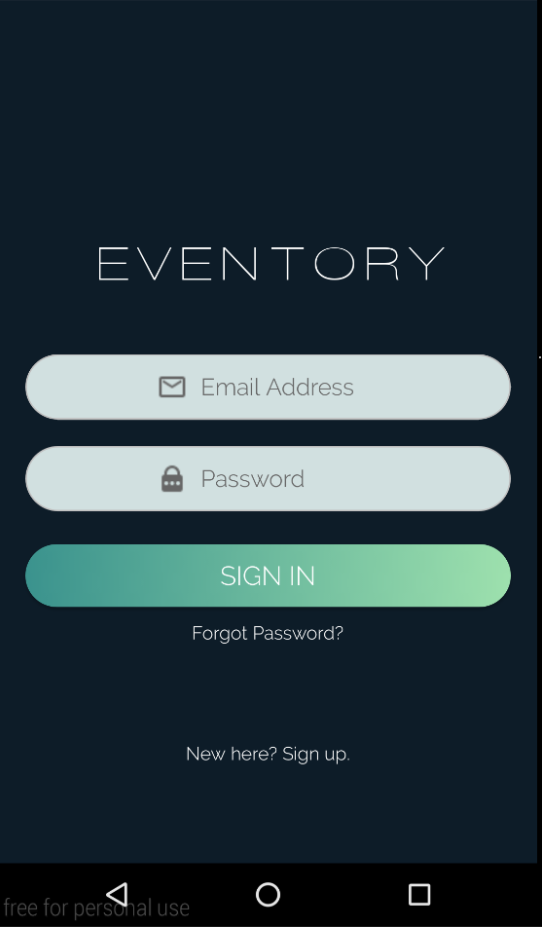 EVENTORY
Email Address
Password
SIGN IN
Forgot Password?
New here? Sign up.
free for personal use